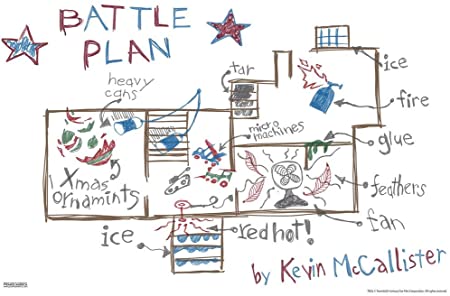 BATTLE
PLAN
heavy
cans
tar
ice
fire
micro
machines
glue
Xmas
ornamints
feathers
fan
ice
red hot!
by Kevin McCallister